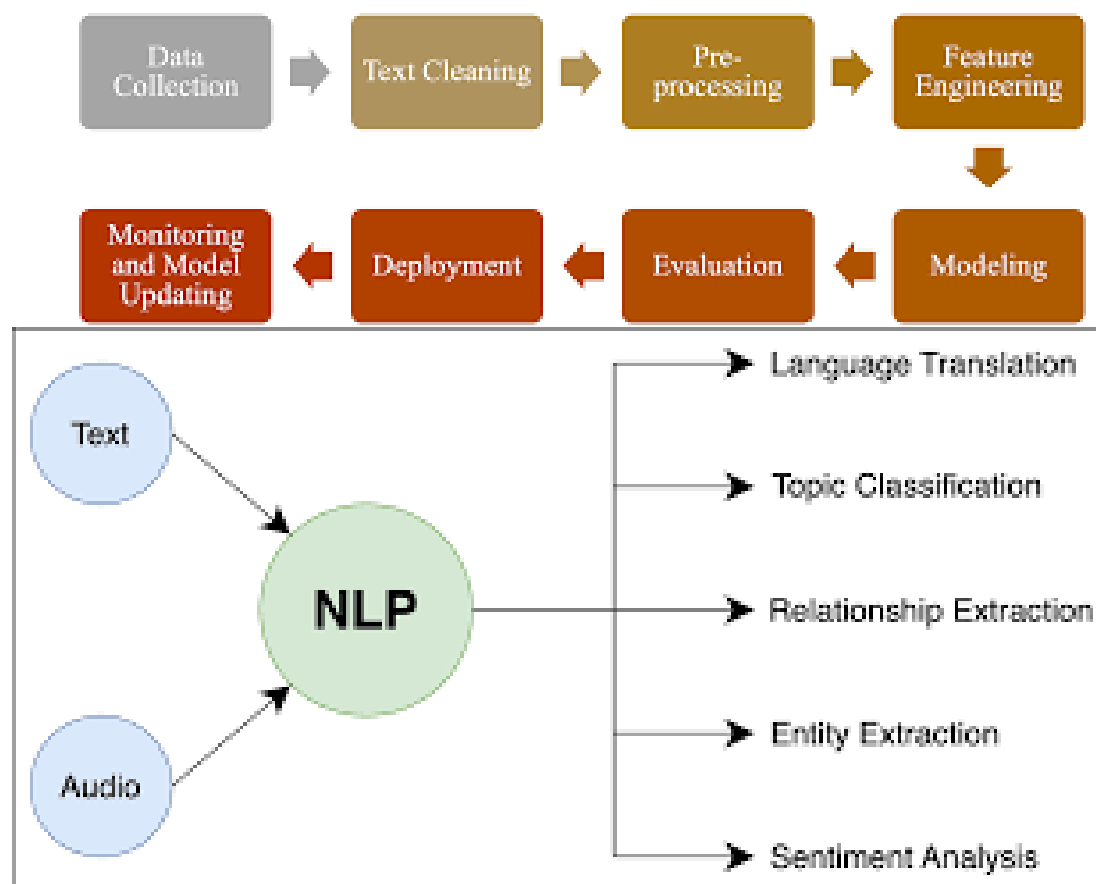 Data
Collection
Text Cleaning
Pre-
processing
Feature
Engineering
Monitoring
and Model
Updating
Deployment
Evaluation
Modeling
Text
Audio
NLP
Language Translation
Topic Classification
Relationship Extraction
Entity Extraction
Sentiment Analysis